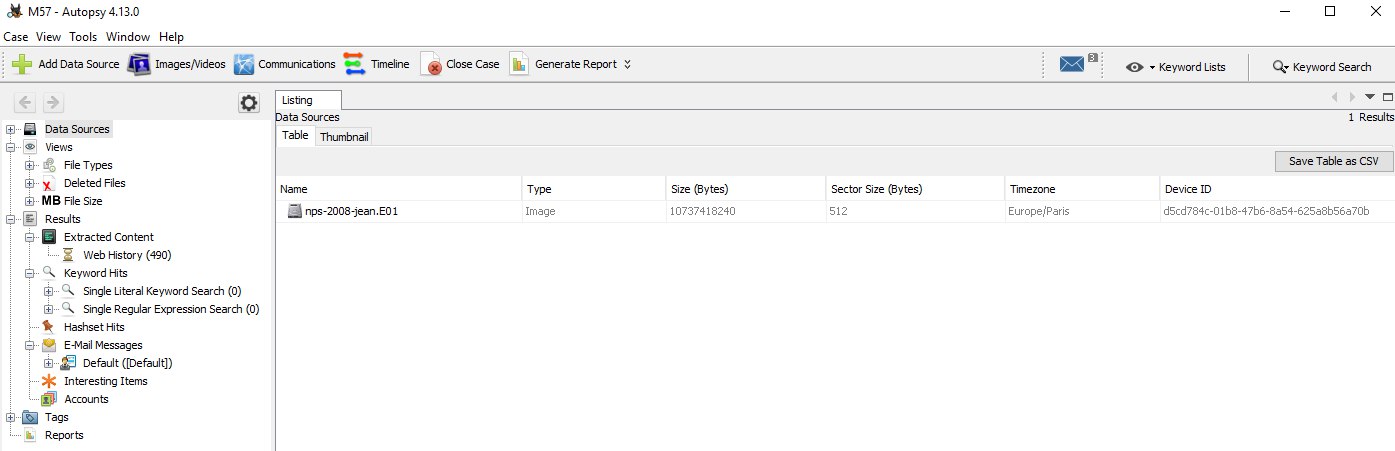 M57 - Autopsy 4.13.0
Case View Tools Window Help
Add Data Source Images/Videos Communications Timeline Close Case Generate Report 3 Keyword Lists Keyword Search
Listing
Data Sources
1 Results
Table Thumbnail
Save Table as CSV
Name Type Size (Bytes) Sector Size (Bytes) Timezone Device ID
nps-2008-jean.E01 Image 10737418240 512 Europe/Paris d5cd784c-01b8-47b6-8a54-625a8b56a70b
Data Sources
Views
File Types
Deleted Files
MB File Size
Results
Extracted Content
Web History (490)
Keyword Hits
Single Literal Keyword Search (0)
Single Regular Expression Search (0)
Hashset Hits
E-Mail Messages
Default ([Default])
Interesting Items
Accounts
Tags
Reports